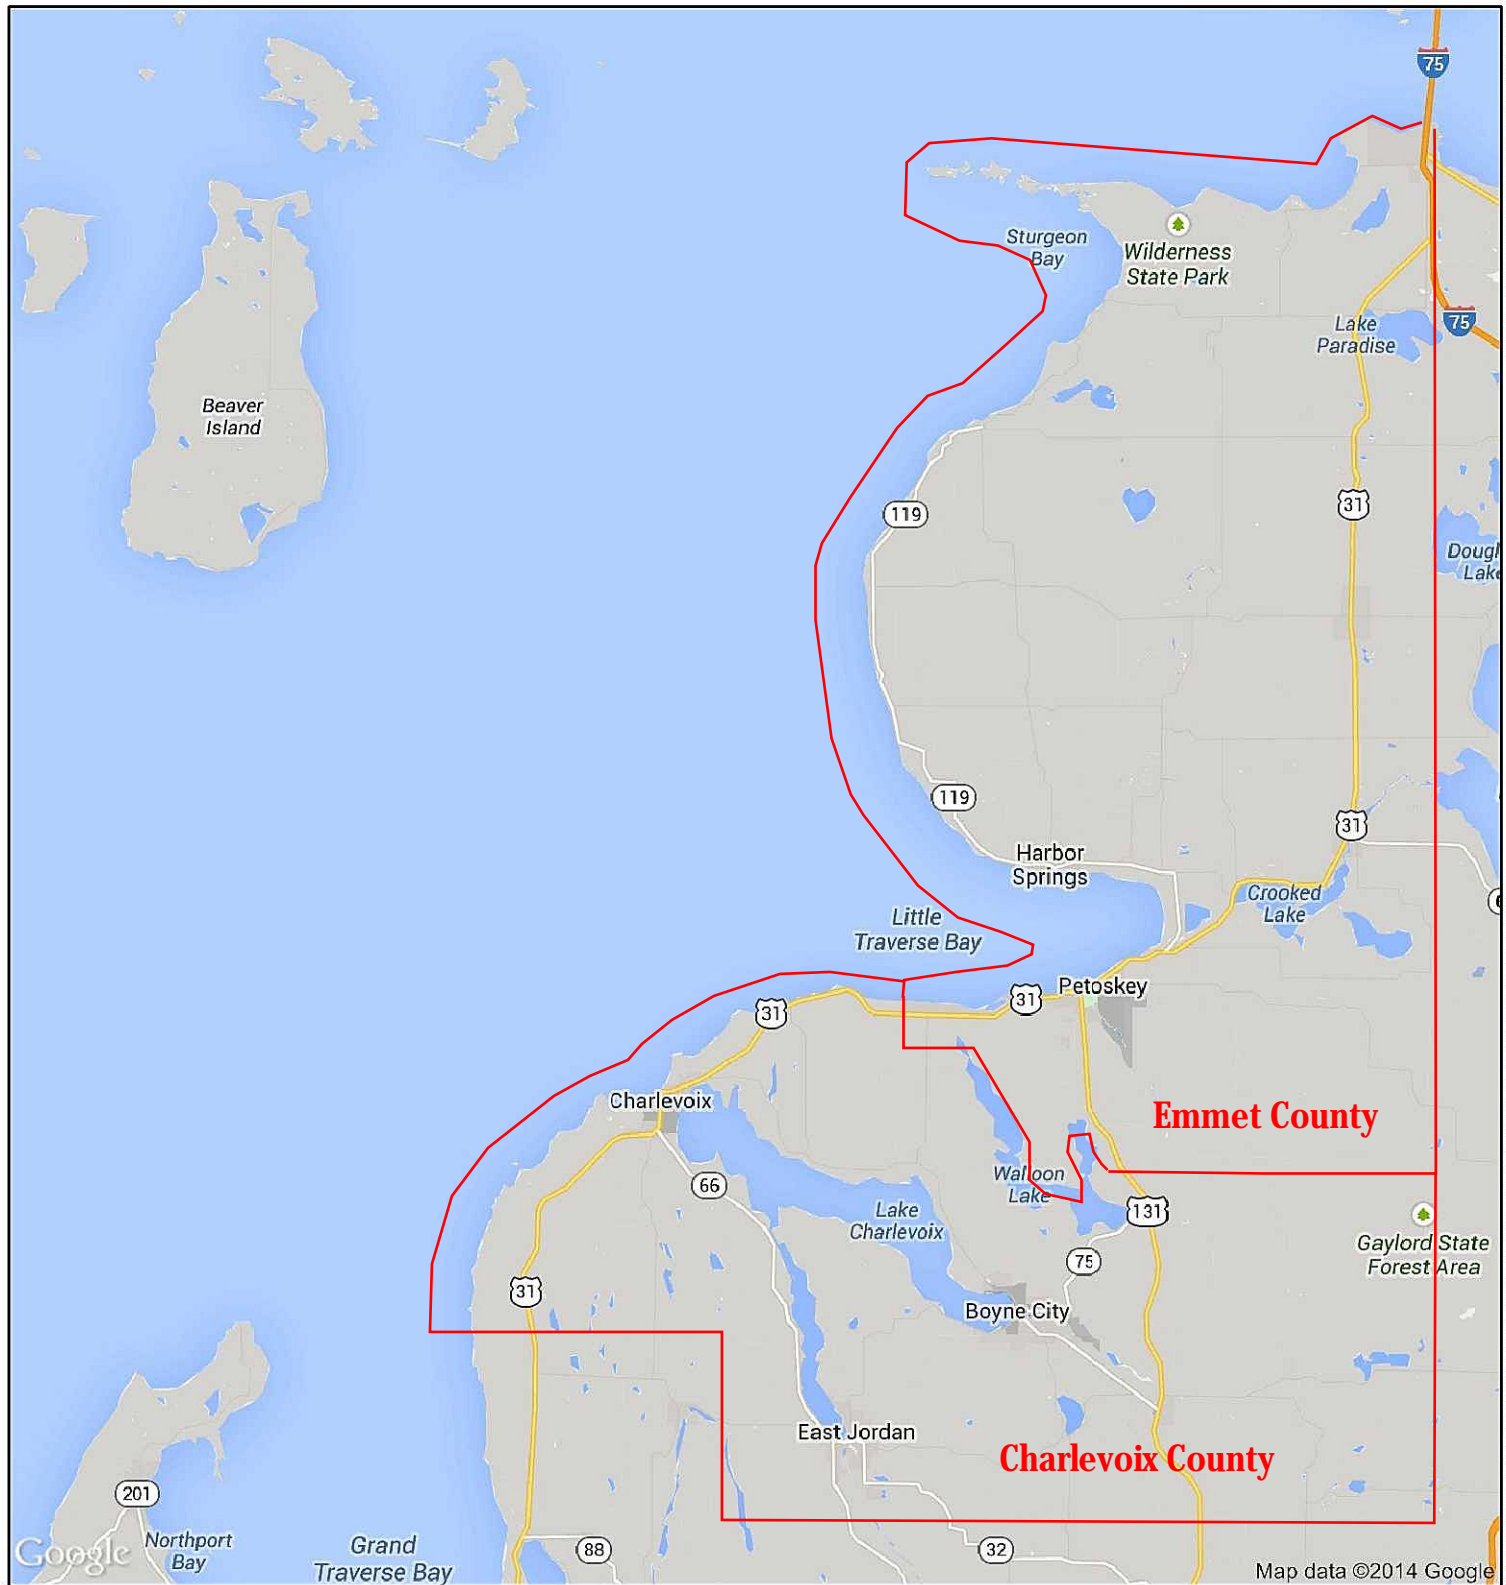 75
Sturgeon
Bay
Wilderness
State Park
Lake
Paradise
75
Beaver
Island
31
119
Lake
119
31
Harbor
Springs
Crooked
Lake
Little
Traverse Bay
Petoskey
31
31
Charlevoix
Emmet County
Walloon
Lake
66
131
Lake
Charlevoix
Gaylord State
Forest Area
75
31
Boyne City
East Jordan
Charlevoix County
201
Northport
Bay
Grand
Traverse Bay
88
32
Google
Map data ©2014 Google